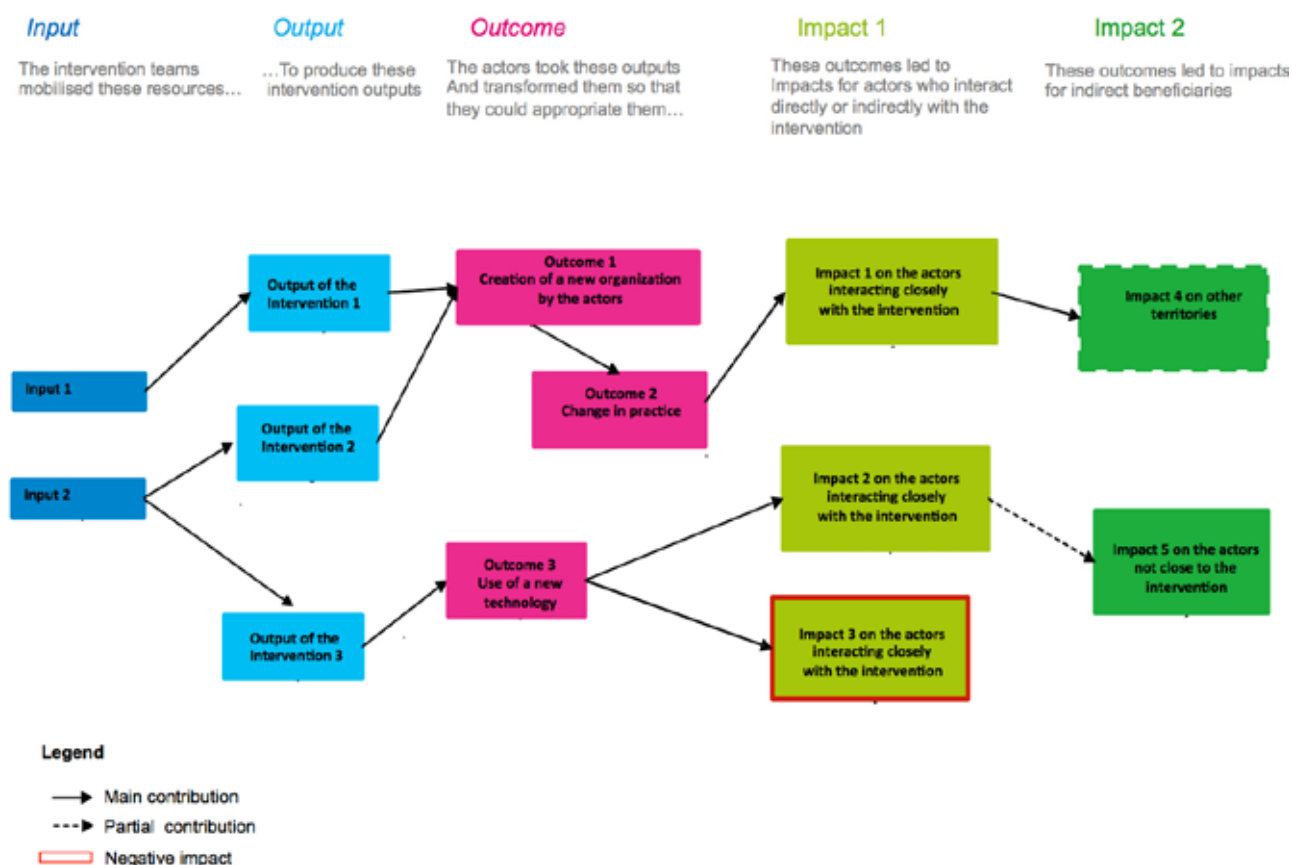 Input
Output
Outcome
Impact 1
Impact 2
The intervention teams
mobilised these resources…
…To produce these
intervention outputs
The actors took these outputs
And transformed them so that
they could appropriate them…
These outcomes led to
Impacts for actors who interact
directly or indirectly with the
intervention
These outcomes led to impacts
for indirect beneficiaries
Input 1
Input 2
Output of the
Intervention 1
Output of the
Intervention 2
Output of the
Intervention 3
Outcome 1
Creation of a new organization
by the actors
Outcome 2
Change in practice
Outcome 3
Use of a new
technology
Impact 1 on the actors
interacting closely
with the intervention
Impact 2 on the actors
interacting closely
with the intervention
Impact 3 on the actors
interacting closely
with the intervention
Impact 4 on other
territories
Impact 5 on the actors
not close to the
intervention
Legend
Main contribution
Partial contribution
Negative impact